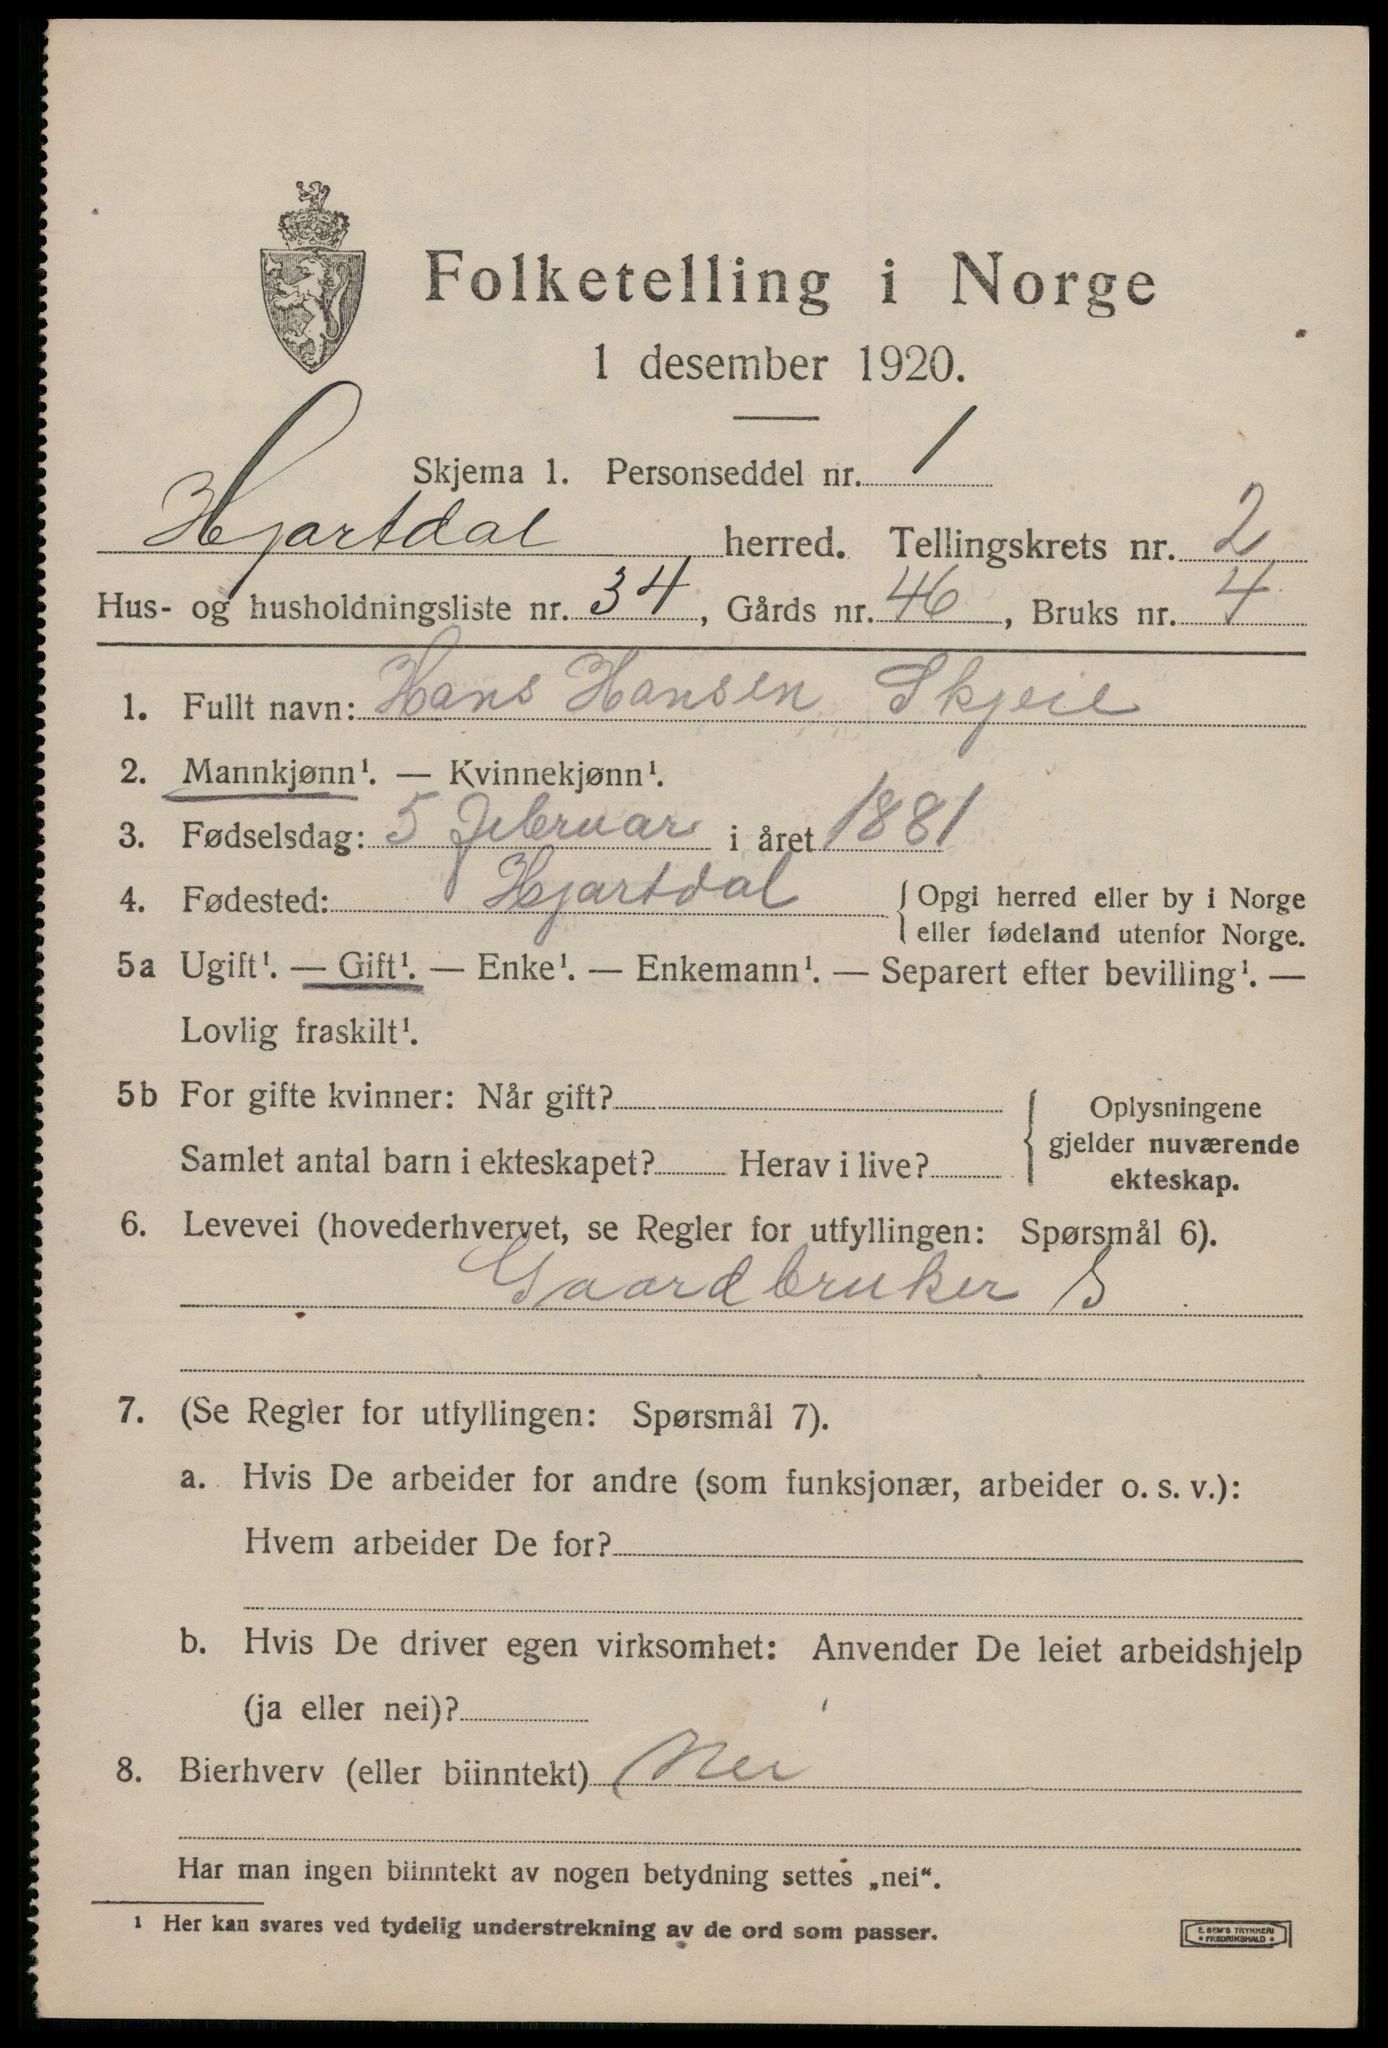 Folketelling i Norge
1 desember 1920.
Skjema 1. Personseddel nr. 1
Hjartdal herred. Tellingskrets nr. 2
Hus- og husholdningsliste nr. 34, Gårds nr. 46, Bruks nr. 4
1. Fullt navn: Hans Hansen Skjeie
2. Mannkjønn¹. — Kvinnekjønn¹.
3. Fødselsdag: 5 februar i året 1881
4. Fødested: Hjartdal { Opgi herred eller by i Norge
eller fødeland utenfor Norge.
5a Ugift¹. — Gift¹. — Enke¹. — Enkemann¹. — Separert efter bevilling¹. —
Lovlig fraskilt¹.
5b For gifte kvinner: Når gift? { Oplysningene
gjelder nuværende
Samlet antal barn i ekteskapet? Herav i live? ekteskap.
6. Levevei (hovederhvervet, se Regler for utfyllingen: Spørsmål 6).
Gaardbruker S
7. (Se Regler for utfyllingen: Spørsmål 7).
a. Hvis De arbeider for andre (som funksjonær, arbeider o. s. v.):
Hvem arbeider De for?
b. Hvis De driver egen virksomhet: Anvender De leiet arbeidshjelp
(ja eller nei)?
8. Bierhverv (eller biinntekt) Nei
Har man ingen biinntekt av nogen betydning settes „nei".
¹ Her kan svares ved tydelig understrekning av de ord som passer.
E. SEM'S TRYKKERI
• FREDRIKSHALD •